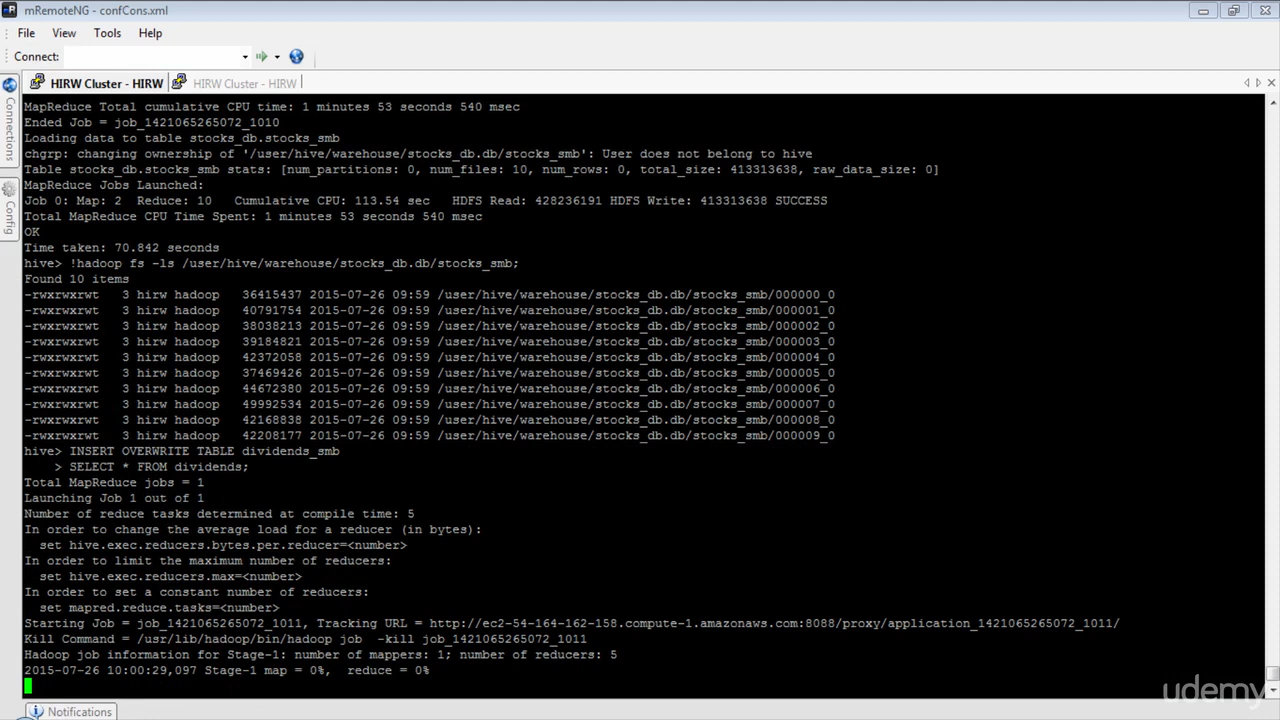 mRemoteNG - confCons.xml
File View Tools Help
Connect:
HIRW Cluster - HIRW HIRW Cluster - HIRW
Connections
Config
MapReduce Total cumulative CPU time: 1 minutes 53 seconds 540 msec
Ended Job = job_1421065265072_1010
Loading data to table stocks_db.stocks_smb
chgrp: changing ownership of '/user/hive/warehouse/stocks_db.db/stocks_smb': User does not belong to hive
Table stocks_db.stocks_smb stats: [num_partitions: 0, num_files: 10, num_rows: 0, total_size: 413313638, raw_data_size: 0]
MapReduce Jobs Launched:
Job 0: Map: 2  Reduce: 10   Cumulative CPU: 113.54 sec   HDFS Read: 428236191 HDFS Write: 413313638 SUCCESS
Total MapReduce CPU Time Spent: 1 minutes 53 seconds 540 msec
OK
Time taken: 70.842 seconds
hive> !hadoop fs -ls /user/hive/warehouse/stocks_db.db/stocks_smb;
Found 10 items
-rwxrwxrwt   3 hirw hadoop   36415437 2015-07-26 09:59 /user/hive/warehouse/stocks_db.db/stocks_smb/000000_0
-rwxrwxrwt   3 hirw hadoop   40791754 2015-07-26 09:59 /user/hive/warehouse/stocks_db.db/stocks_smb/000001_0
-rwxrwxrwt   3 hirw hadoop   38038213 2015-07-26 09:59 /user/hive/warehouse/stocks_db.db/stocks_smb/000002_0
-rwxrwxrwt   3 hirw hadoop   39184821 2015-07-26 09:59 /user/hive/warehouse/stocks_db.db/stocks_smb/000003_0
-rwxrwxrwt   3 hirw hadoop   42372058 2015-07-26 09:59 /user/hive/warehouse/stocks_db.db/stocks_smb/000004_0
-rwxrwxrwt   3 hirw hadoop   37469426 2015-07-26 09:59 /user/hive/warehouse/stocks_db.db/stocks_smb/000005_0
-rwxrwxrwt   3 hirw hadoop   44672380 2015-07-26 09:59 /user/hive/warehouse/stocks_db.db/stocks_smb/000006_0
-rwxrwxrwt   3 hirw hadoop   49992534 2015-07-26 09:59 /user/hive/warehouse/stocks_db.db/stocks_smb/000007_0
-rwxrwxrwt   3 hirw hadoop   42168838 2015-07-26 09:59 /user/hive/warehouse/stocks_db.db/stocks_smb/000008_0
-rwxrwxrwt   3 hirw hadoop   42208177 2015-07-26 09:59 /user/hive/warehouse/stocks_db.db/stocks_smb/000009_0
hive> INSERT OVERWRITE TABLE dividends_smb
    > SELECT * FROM dividends;
Total MapReduce jobs = 1
Launching Job 1 out of 1
Number of reduce tasks determined at compile time: 5
In order to change the average load for a reducer (in bytes):
  set hive.exec.reducers.bytes.per.reducer=<number>
In order to limit the maximum number of reducers:
  set hive.exec.reducers.max=<number>
In order to set a constant number of reducers:
  set mapred.reduce.tasks=<number>
Starting Job = job_1421065265072_1011, Tracking URL = http://ec2-54-164-162-158.compute-1.amazonaws.com:8088/proxy/application_1421065265072_1011/
Kill Command = /usr/lib/hadoop/bin/hadoop job  -kill job_1421065265072_1011
Hadoop job information for Stage-1: number of mappers: 1; number of reducers: 5
2015-07-26 10:00:29,097 Stage-1 map = 0%,  reduce = 0%
udemy
Notifications